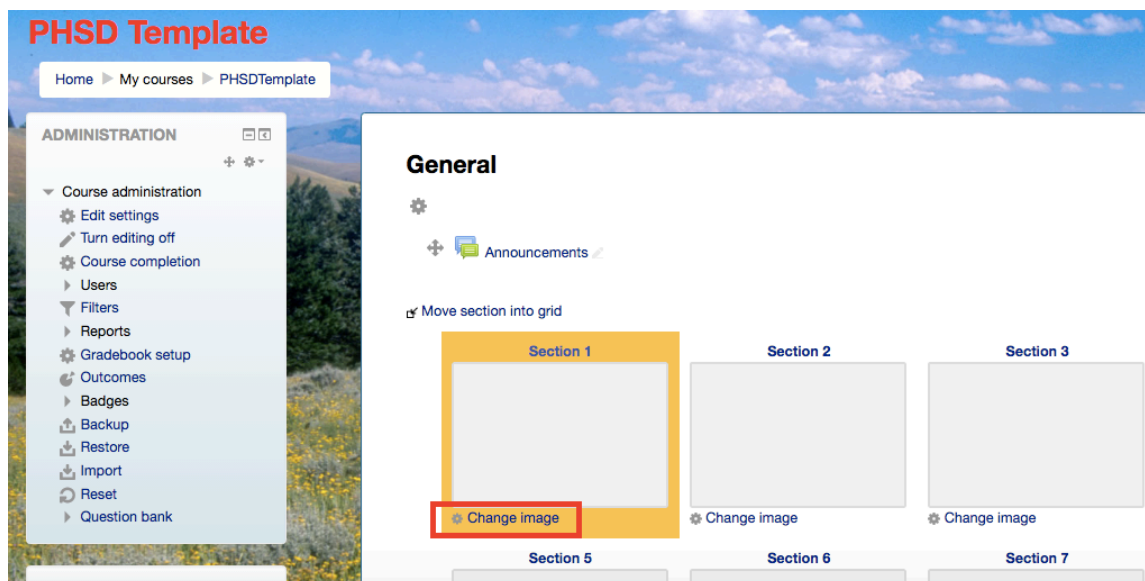 PHSD Template
Home My courses PHSDTemplate
ADMINISTRATION
Course administration
Edit settings
Turn editing off
Course completion
Users
Filters
Reports
Gradebook setup
Outcomes
Badges
Backup
Restore
Import
Reset
Question bank
General
Announcements
Move section into grid
Section 1 Section 2 Section 3
Change image Change image Change image
Section 5 Section 6 Section 7